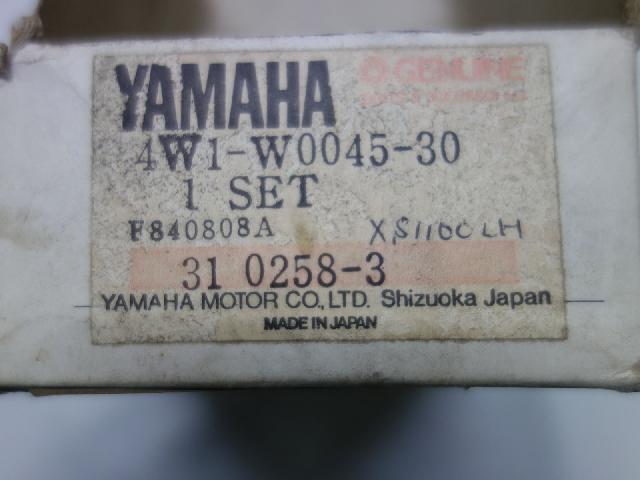 YAMAHA
GENUINE
4W1-W0045-30
1 SET
F840808A XS1100LH
31 0258-3
YAMAHA MOTOR CO., LTD. Shizuoka Japan
MADE IN JAPAN